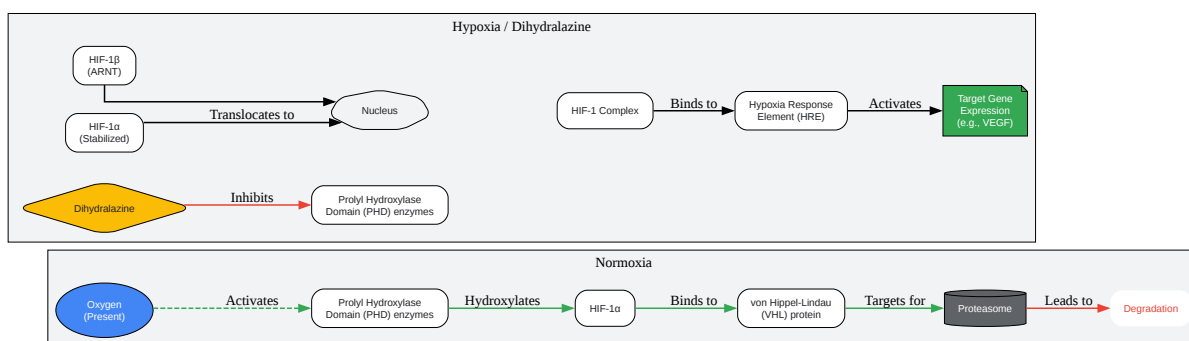 Hypoxia / Dihydralazine
HIF-1β
(ARNT)
Translocates to
HIF-1α
(Stabilized)
Nucleus
HIF-1 Complex
Binds to
Hypoxia Response
Element (HRE)
Activates
Target Gene
Expression
(e.g., VEGF)
Dihydralazine
Inhibits
Prolyl Hydroxylase
Domain (PHD) enzymes
Normoxia
Oxygen
(Present)
Activates
Prolyl Hydroxylase
Domain (PHD) enzymes
Hydroxylates
HIF-1α
Binds to
von Hippel-Lindau
(VHL) protein
Targets for
Proteasome
Leads to
Degradation